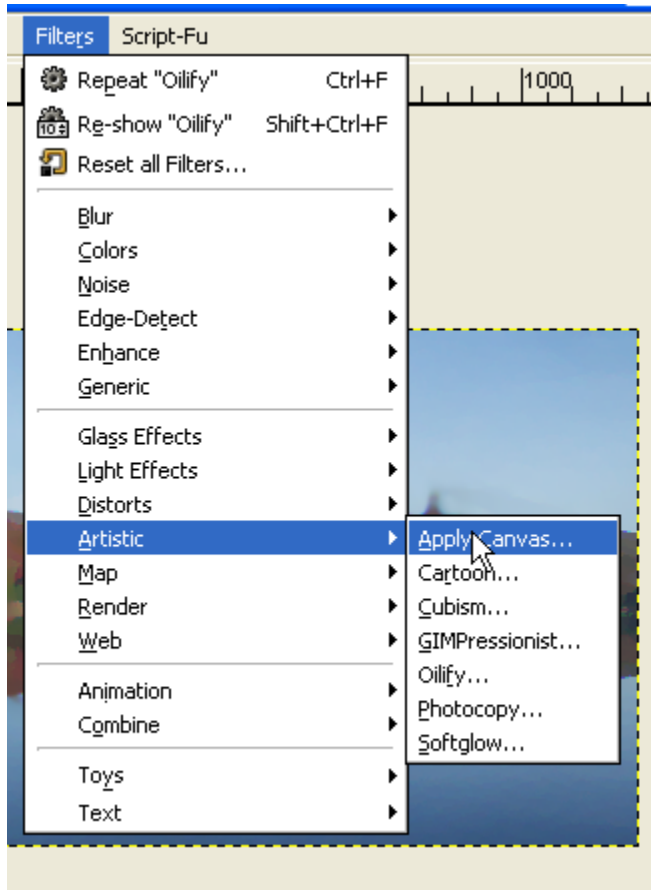 Filters Script-Fu
Repeat "Oilify" Ctrl+F
1000
Re-show "Oilify" Shift+Ctrl+F
Reset all Filters...
Blur
Colors
Noise
Edge-Detect
Enhance
Generic
Glass Effects
Light Effects
Distorts
Artistic
Map
Render
Web
Animation
Combine
Toys
Text
Apply Canvas...
Cartoon...
Cubism...
GIMPressionist...
Oilify...
Photocopy...
Softglow...